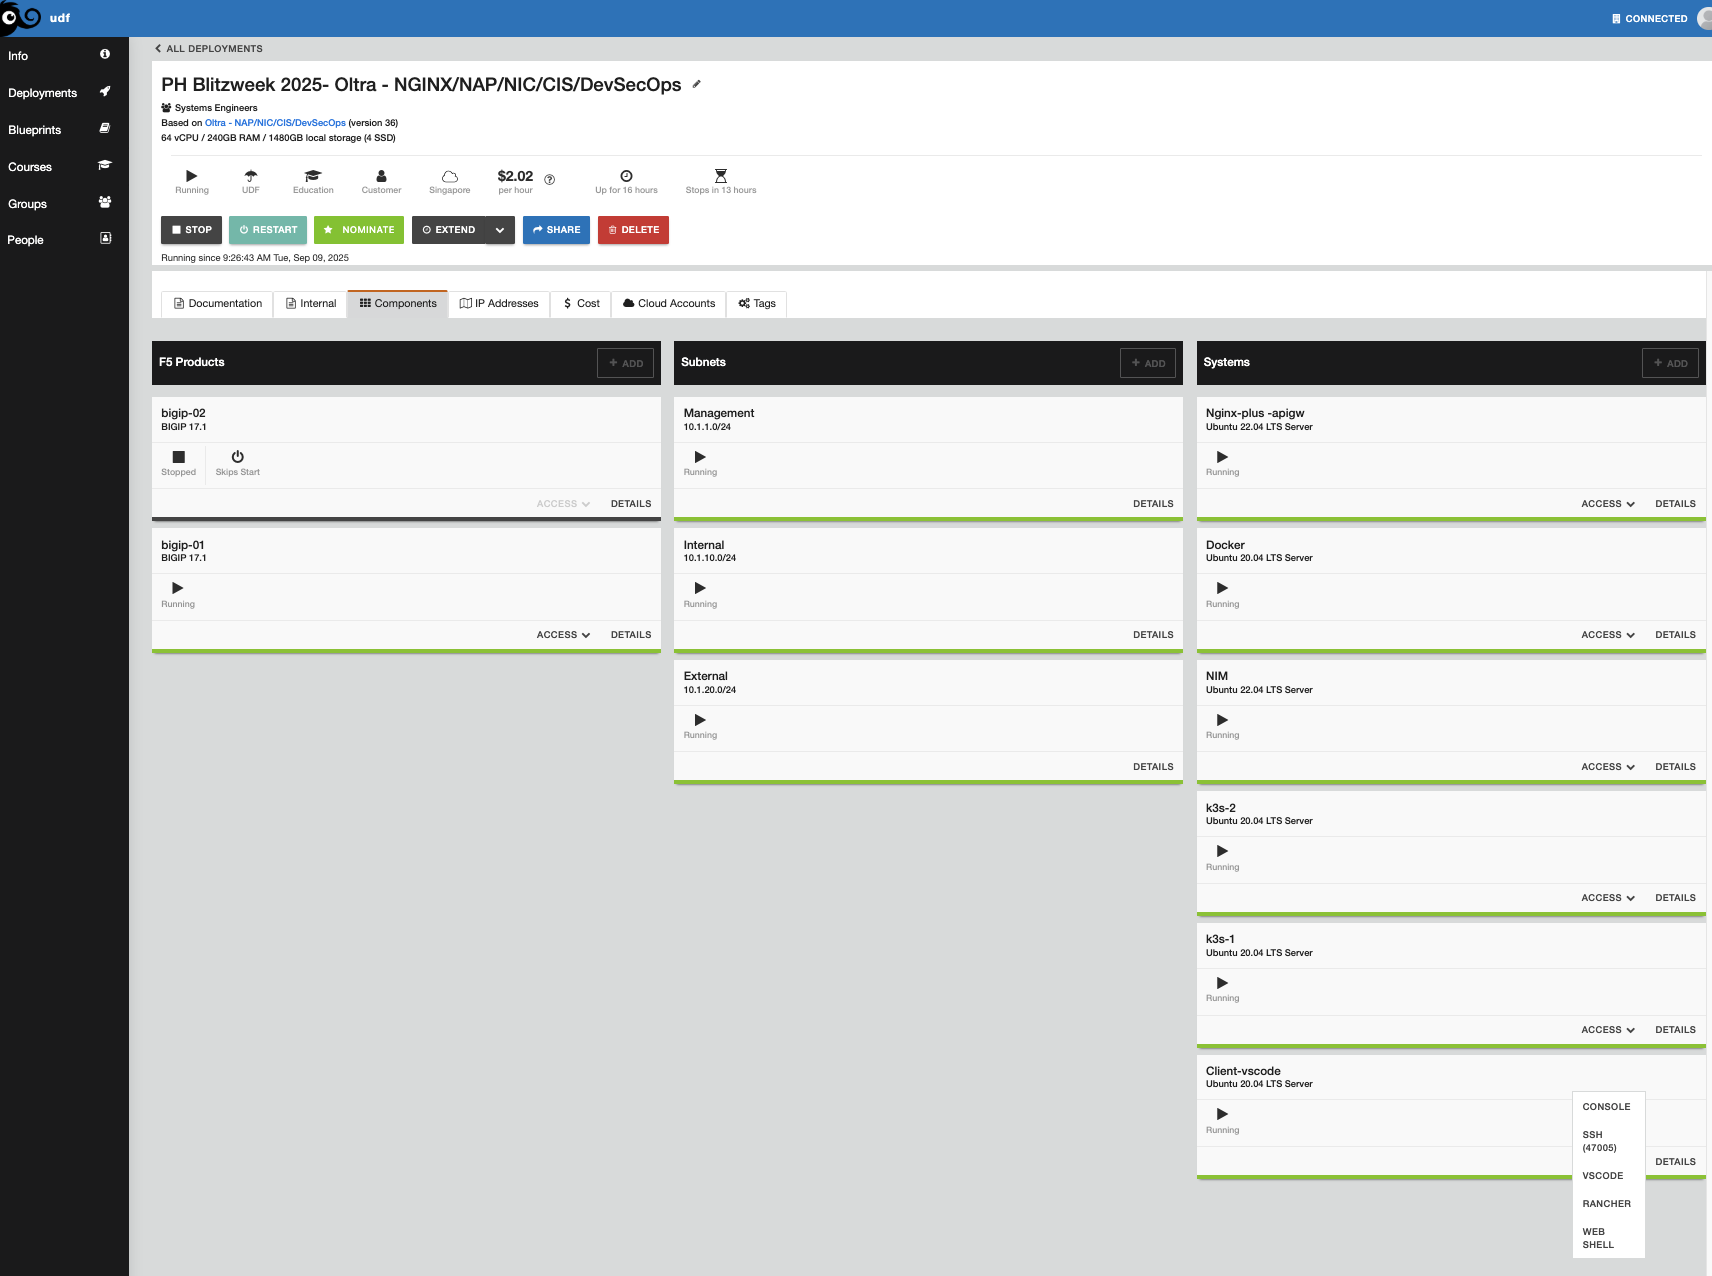 udf
CONNECTED
Info
Deployments
Blueprints
Courses
Groups
People
ALL DEPLOYMENTS
PH Blitzweek 2025- Oltra - NGINX/NAP/NIC/CIS/DevSecOps
Systems Engineers
Based on Oltra - NAP/NIC/CIS/DevSecOps (version 36)
64 vCPU / 240GB RAM / 1480GB local storage (4 SSD)
Running
UDF
Education
Customer
Singapore
$2.02
per hour
Up for 16 hours
Stops in 13 hours
STOP
RESTART
NOMINATE
EXTEND
SHARE
DELETE
Running since 9:26:43 AM Tue, Sep 09, 2025
Documentation
Internal
Components
IP Addresses
Cost
Cloud Accounts
Tags
F5 Products
+ ADD
bigip-02
BIGIP 17.1
Stopped
Skips Start
ACCESS
DETAILS
bigip-01
BIGIP 17.1
Running
ACCESS
DETAILS
Subnets
+ ADD
Management
10.1.1.0/24
Running
DETAILS
Internal
10.1.10.0/24
Running
DETAILS
External
10.1.20.0/24
Running
DETAILS
Systems
+ ADD
Nginx-plus -apigw
Ubuntu 22.04 LTS Server
Running
ACCESS
DETAILS
Docker
Ubuntu 20.04 LTS Server
Running
ACCESS
DETAILS
NIM
Ubuntu 22.04 LTS Server
Running
ACCESS
DETAILS
k3s-2
Ubuntu 20.04 LTS Server
Running
ACCESS
DETAILS
k3s-1
Ubuntu 20.04 LTS Server
Running
ACCESS
DETAILS
Client-vscode
Ubuntu 20.04 LTS Server
Running
DETAILS
CONSOLE
SSH
(47005)
VSCODE
RANCHER
WEB
SHELL